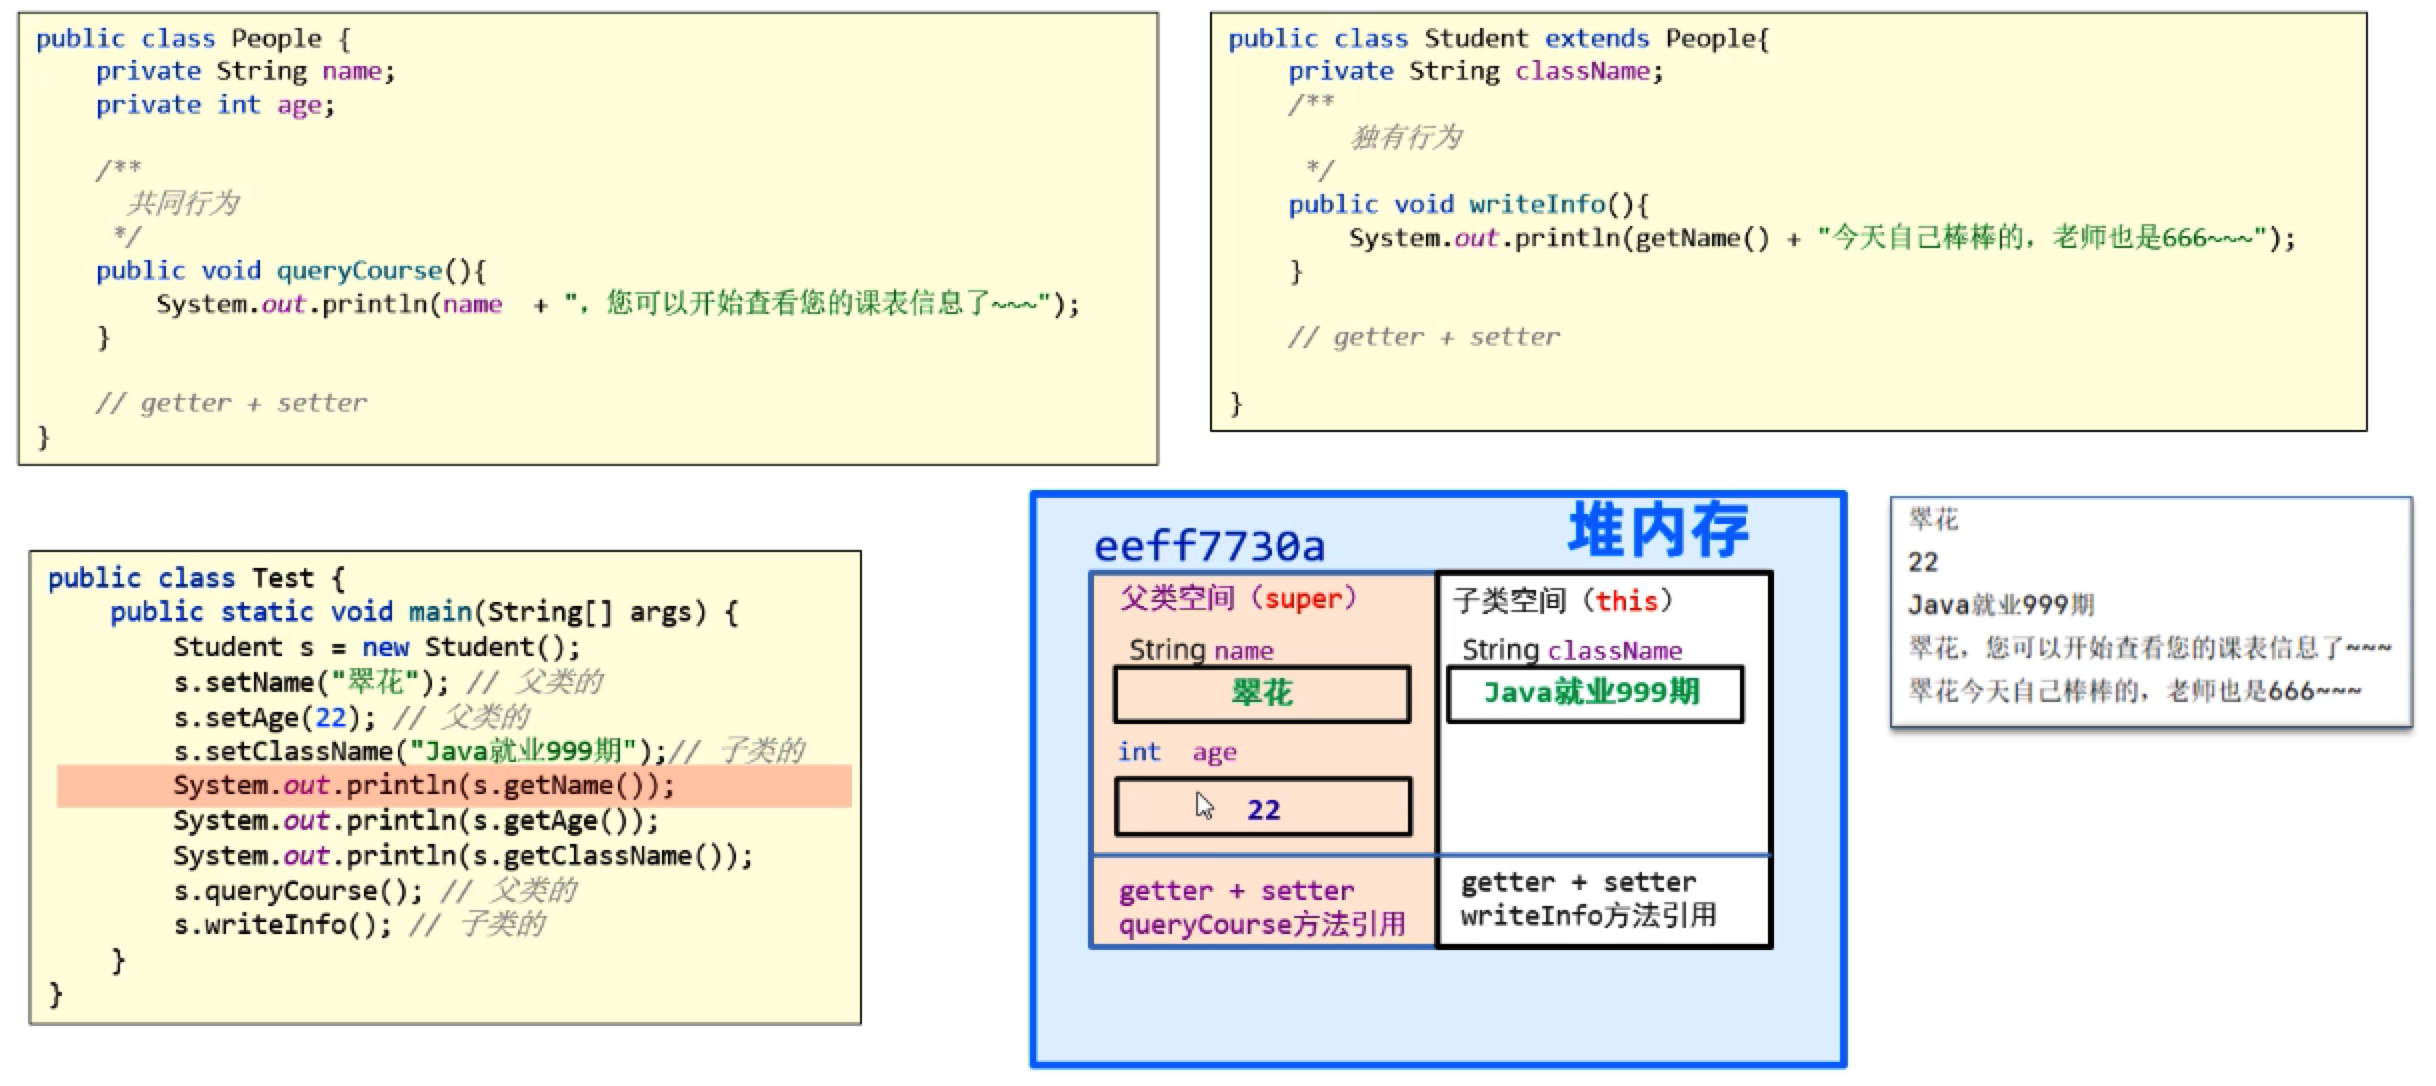 public class People {
private String name;
private int age;
/**
共同行为
*/
public void queryCourse(){
System.out.println(name  + "，您可以开始查看您的课表信息了~~~");
}
// getter + setter
}
public class Student extends People{
private String className;
/**
独有行为
*/
public void writeInfo(){
System.out.println(getName() + "今天自己棒棒的，老师也是666~~~");
}
// getter + setter
}
public class Test {
public static void main(String[] args) {
Student s = new Student();
s.setName("翠花"); // 父类的
s.setAge(22); // 父类的
s.setClassName("Java就业999期");// 子类的
System.out.println(s.getName());
System.out.println(s.getAge());
System.out.println(s.getClassName());
s.queryCourse(); // 父类的
s.writeInfo(); // 子类的
}
}
堆内存
eeff7730a
父类空间（super）
String name
翠花
int age
22
getter + setter
queryCourse方法引用
子类空间（this）
String className
Java就业999期
getter + setter
writeInfo方法引用
翠花
22
Java就业999期
翠花，您可以开始查看您的课表信息了~~~
翠花今天自己棒棒的，老师也是666~~~